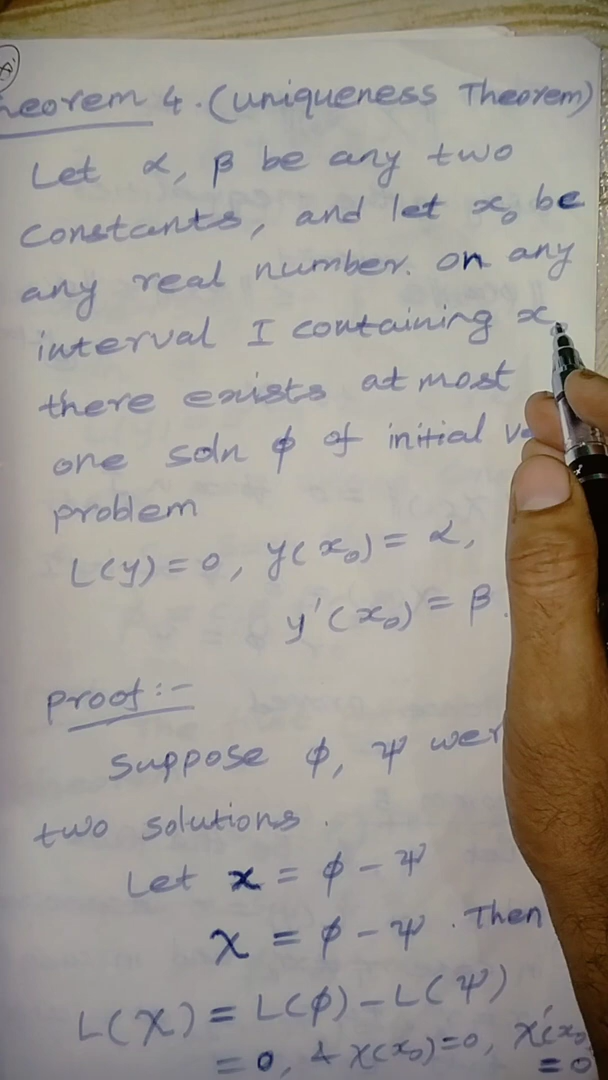 heorem 4. (uniqueness Theorem)
Let α, β be any two
constants, and let x₀ be
any real number. on any
interval I containing x₀
there exists at most
one soln φ of initial
problem
L(y) = 0, y(x₀) = α,
y'(x₀) = β.
proof :-
Suppose φ, ψ wer
two solutions.
Let x = φ - ψ
χ = φ - ψ. Then
L(χ) = L(φ) - L(ψ)
= 0, & χ(x₀)=0, χ'(x₀
= 0